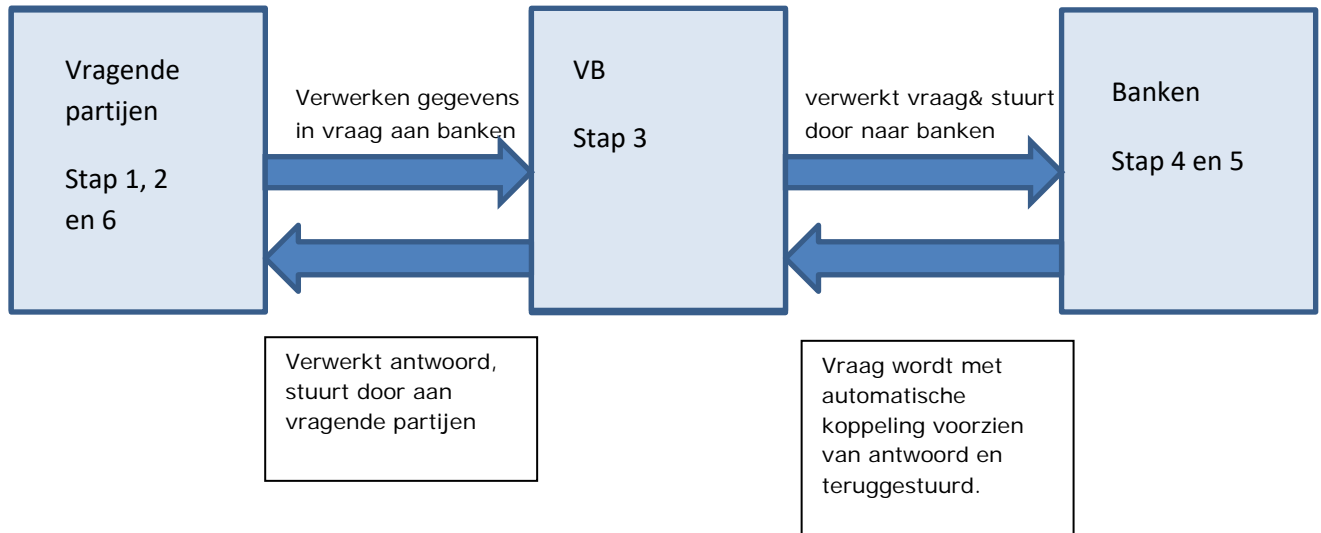 Vragende
partijen
Stap 1, 2
en 6
Verwerken gegevens
in vraag aan banken
VB
Stap 3
verwerkt vraag& stuurt
door naar banken
Banken
Stap 4 en 5
Verwerkt antwoord,
stuurt door aan
vragende partijen
Vraag wordt met
automatische
koppeling voorzien
van antwoord en
teruggestuurd.